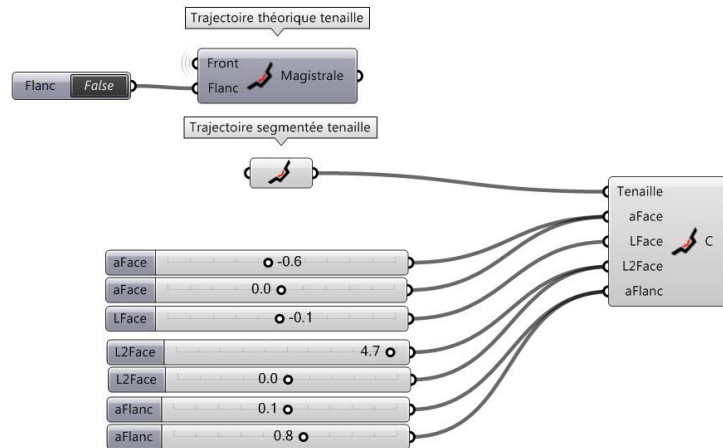 Trajectoire théorique tenaille
Front
Flanc
Magistrale
Flanc False
Trajectoire segmentée tenaille
Tenaille
aFace
LFace
L2Face
aFlanc
C
aFace -0.6
aFace 0.0
LFace -0.1
L2Face 4.7
L2Face 0.0
aFlanc 0.1
aFlanc 0.8